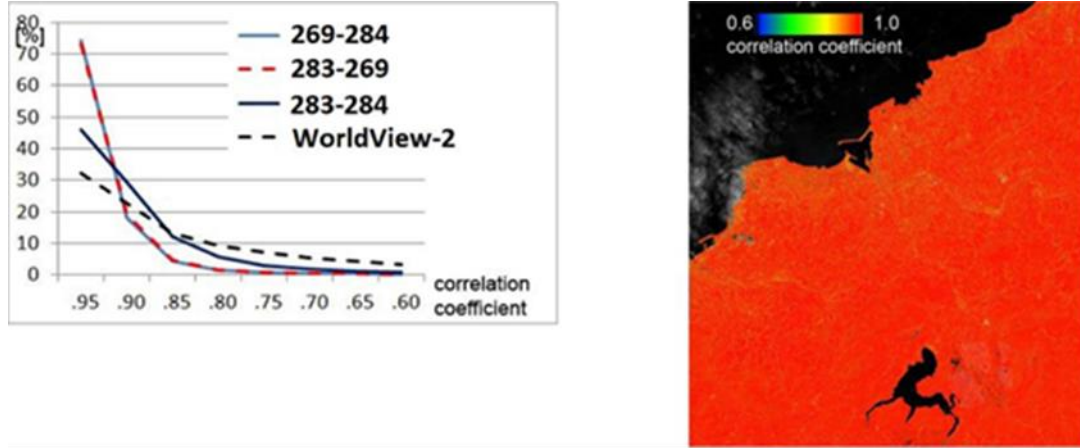 80
[%]
70
60
50
40
30
20
10
0
269-284
283-269
283-284
WorldView-2
.95 .90 .85 .80 .75 .70 .65 .60
correlation
coefficient
0.6 1.0
correlation coefficient